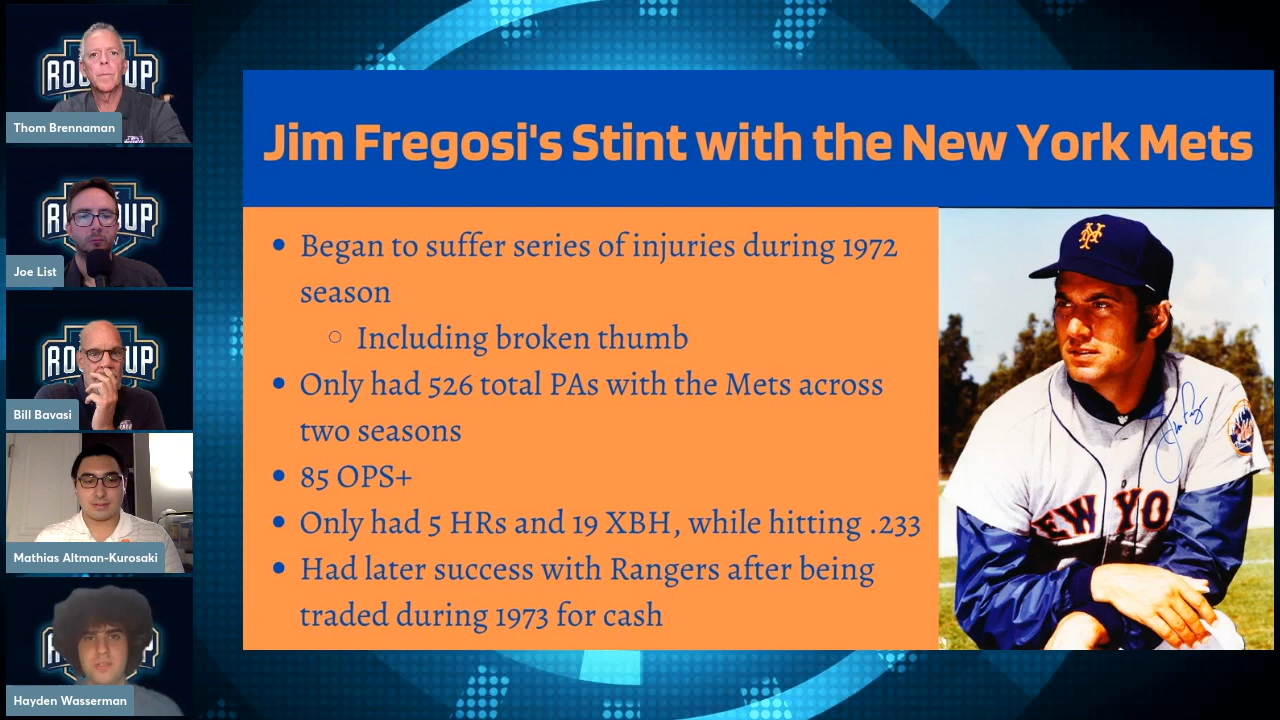 Jim Fregosi's Stint with the New York Mets
Began to suffer series of injuries during 1972
season
Including broken thumb
Only had 526 total PAs with the Mets across
two seasons
85 OPS+
Only had 5 HRs and 19 XBH, while hitting .233
Had later success with Rangers after being
traded during 1973 for cash
NEW YO
Thom Brennaman
Joe List
Bill Bavasi
Mathias Altman-Kurosaki
Hayden Wasserman